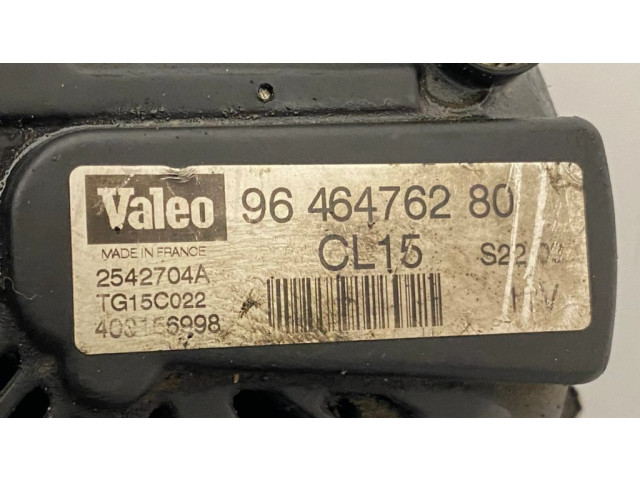 Valeo
96 464762 80
MADE IN FRANCE
CL15
2542704A
TG15C022